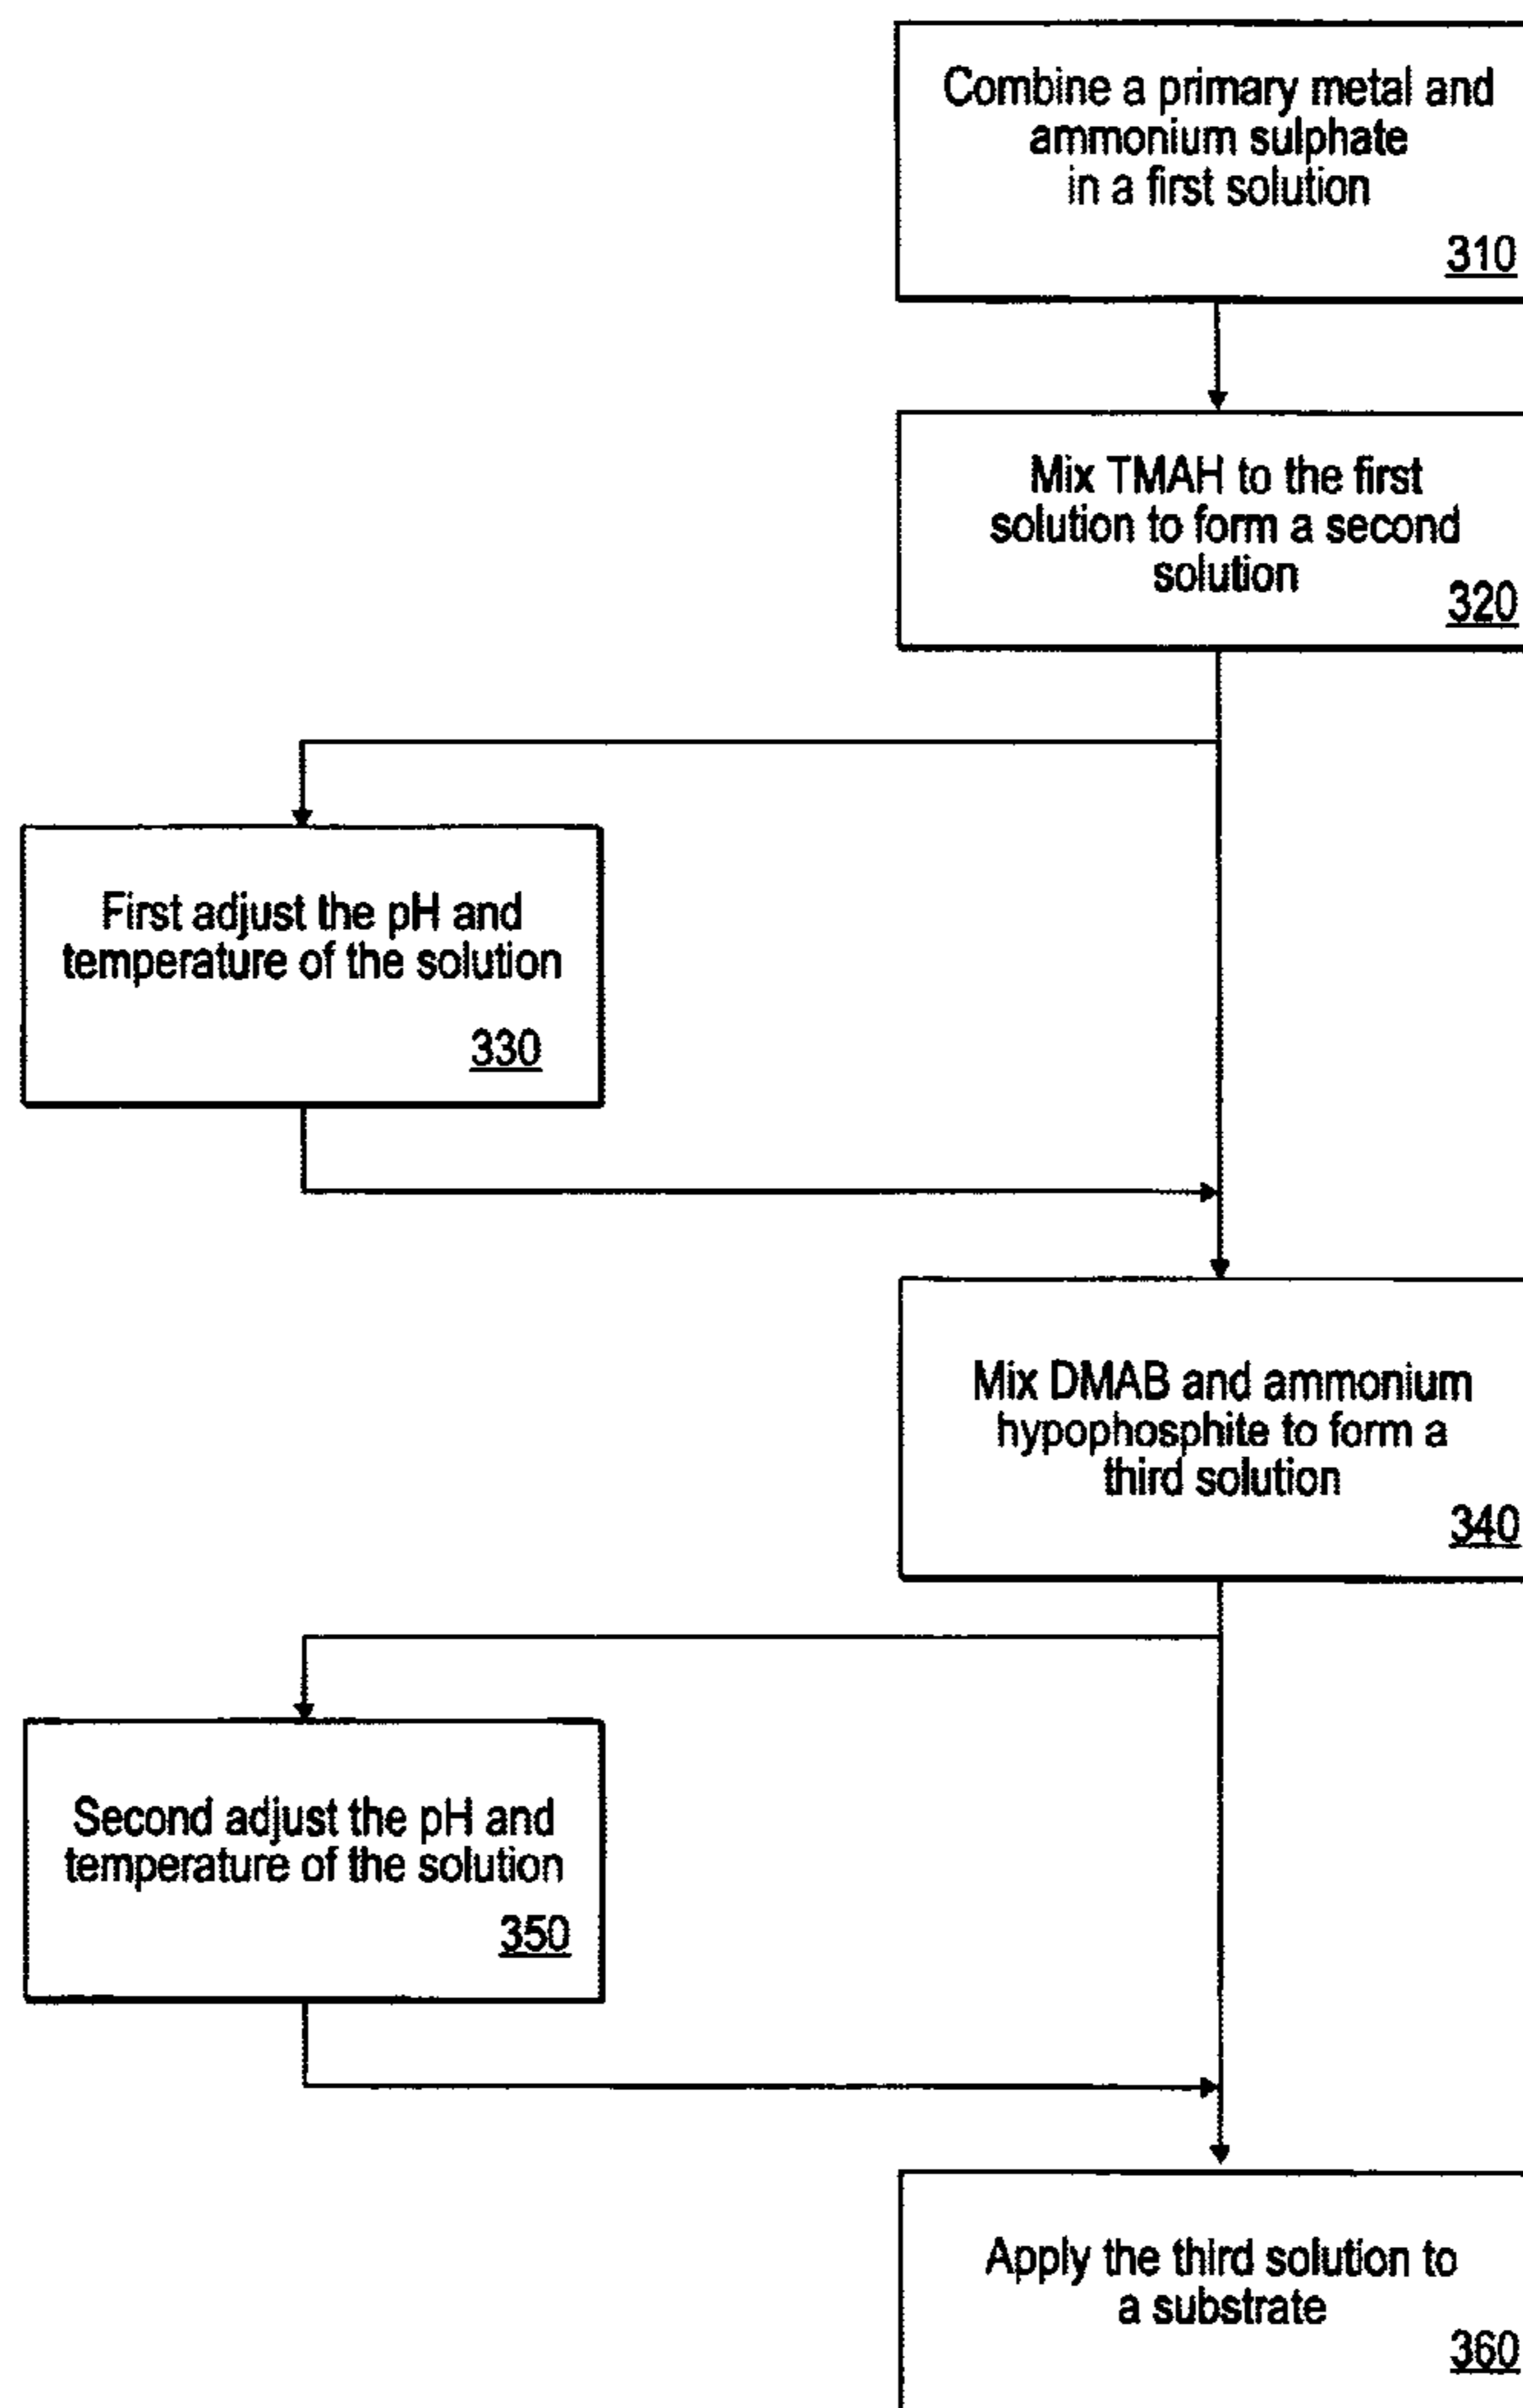 Combine a primary metal and
ammonium sulphate
in a first solution
310
Mix TMAH to the first
solution to form a second
solution
320
First adjust the pH and
temperature of the solution
330
Mix DMAB and ammonium
hypophosphite to form a
third solution
340
Second adjust the pH and
temperature of the solution
350
Apply the third solution to
a substrate
360